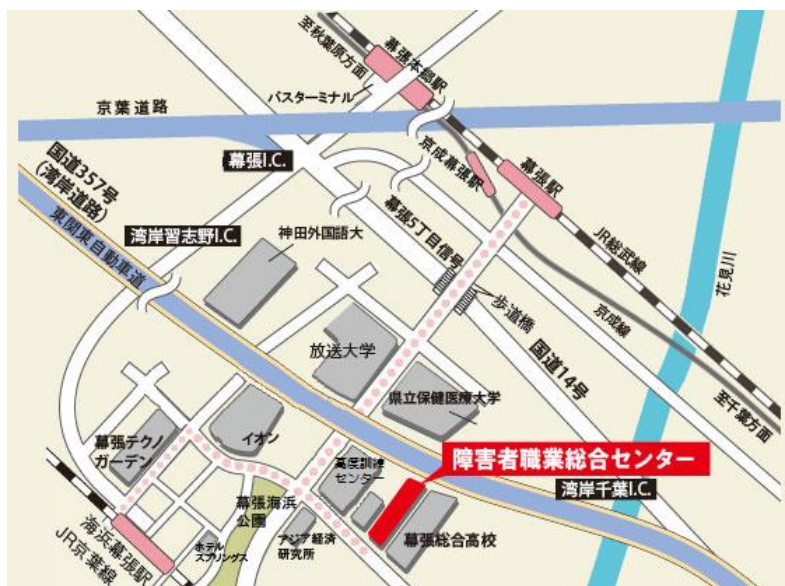 至秋葉原方面
幕張本郷駅
バスターミナル
京葉道路
国道357号
(湾岸道路)
東関東自動車道
幕張I.C.
京成幕張駅
幕張駅
JR総武線
花見川
湾岸習志野I.C.
神田外国語大
幕張5丁目信号
歩道橋
京成線
国道14号
放送大学
県立保健医療大学
至千葉方面
幕張テクノ
ガーデン
イオン
高度訓練
センター
障害者職業総合センター
湾岸千葉I.C.
幕張海浜
公園
海浜幕張駅
JR京葉線
ホテル
スプリングス
アジア経済
研究所
幕張総合高校